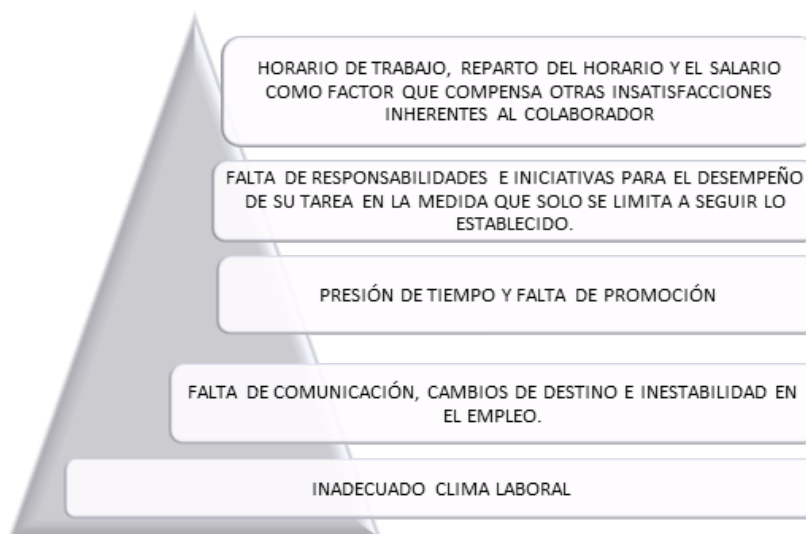 HORARIO DE TRABAJO, REPARTO DEL HORARIO Y EL SALARIO
COMO FACTOR QUE COMPENSA OTRAS INSATISFACCIONES
INHERENTES AL COLABORADOR
FALTA DE RESPONSABILIDADES E INICIATIVAS PARA EL DESEMPEÑO
DE SU TAREA EN LA MEDIDA QUE SOLO SE LIMITA A SEGUIR LO
ESTABLECIDO.
PRESIÓN DE TIEMPO Y FALTA DE PROMOCIÓN
FALTA DE COMUNICACIÓN, CAMBIOS DE DESTINO E INESTABILIDAD EN
EL EMPLEO.
INADECUADO CLIMA LABORAL